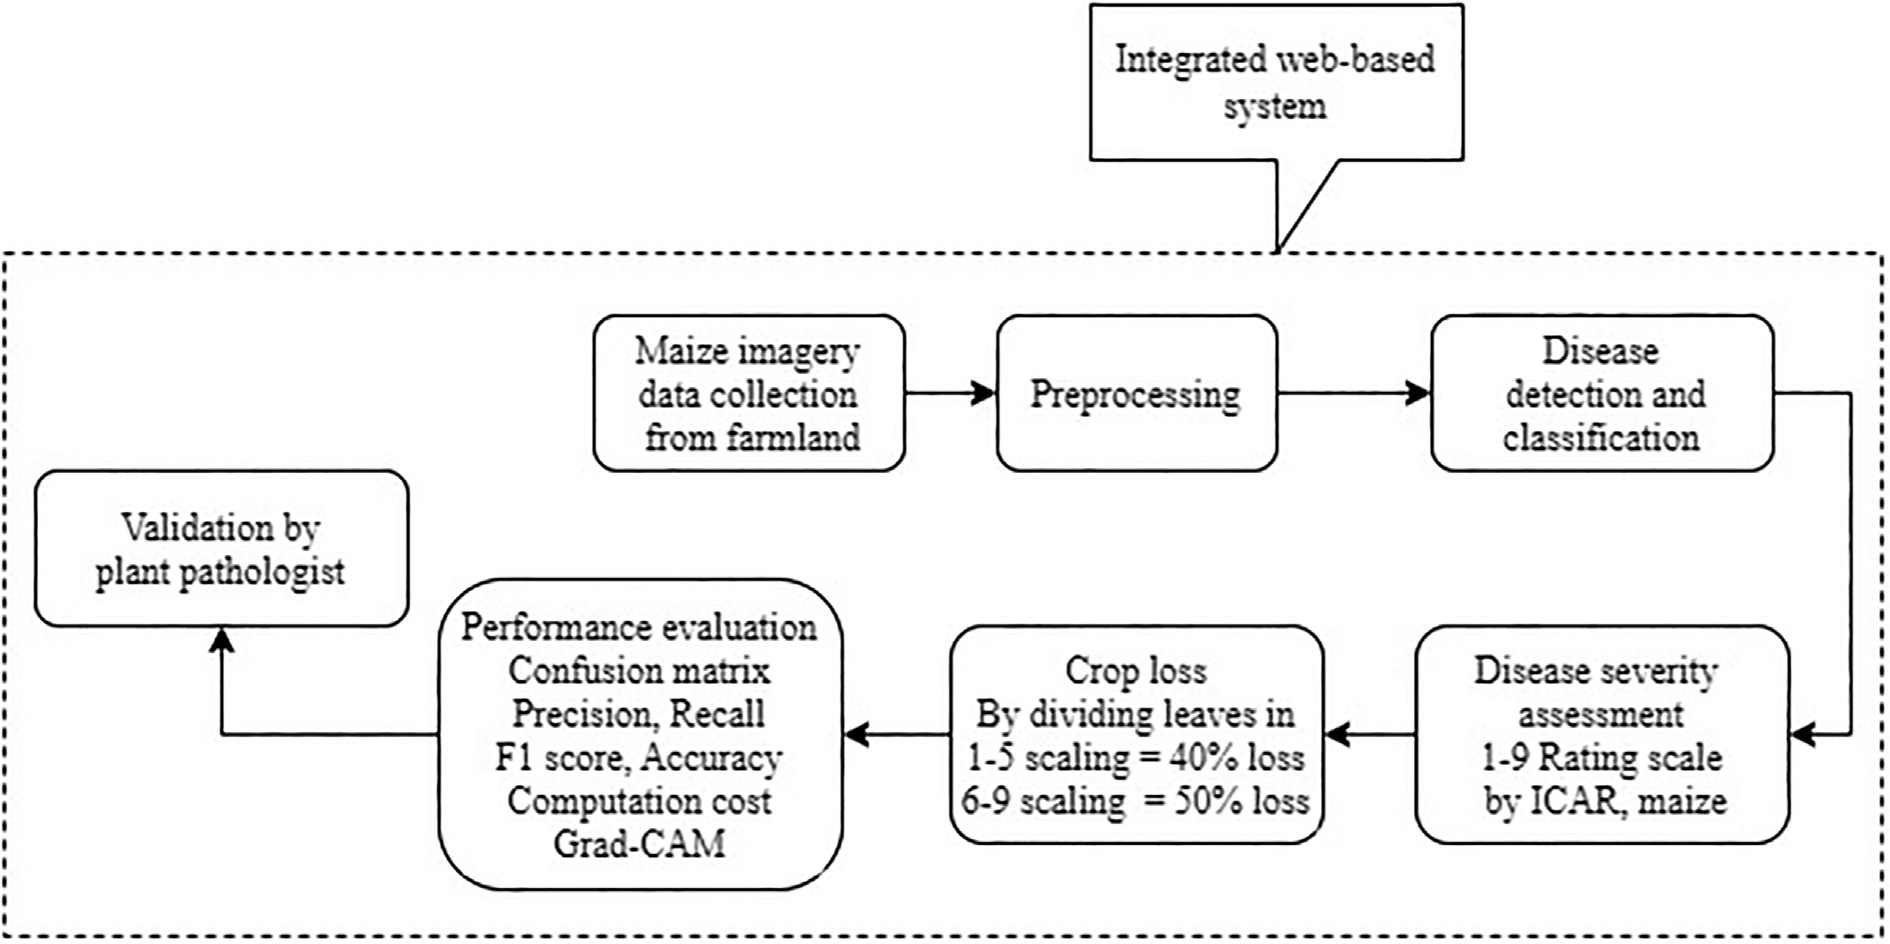 Integrated web-based
system
Maize imagery
data collection
from farmland
Preprocessing
Disease
detection and
classification
Disease severity
assessment
1-9 Rating scale
by ICAR, maize
Crop loss
By dividing leaves in
1-5 scaling = 40% loss
6-9 scaling = 50% loss
Performance evaluation
Confusion matrix
Precision, Recall
F1 score, Accuracy
Computation cost
Grad-CAM
Validation by
plant pathologist